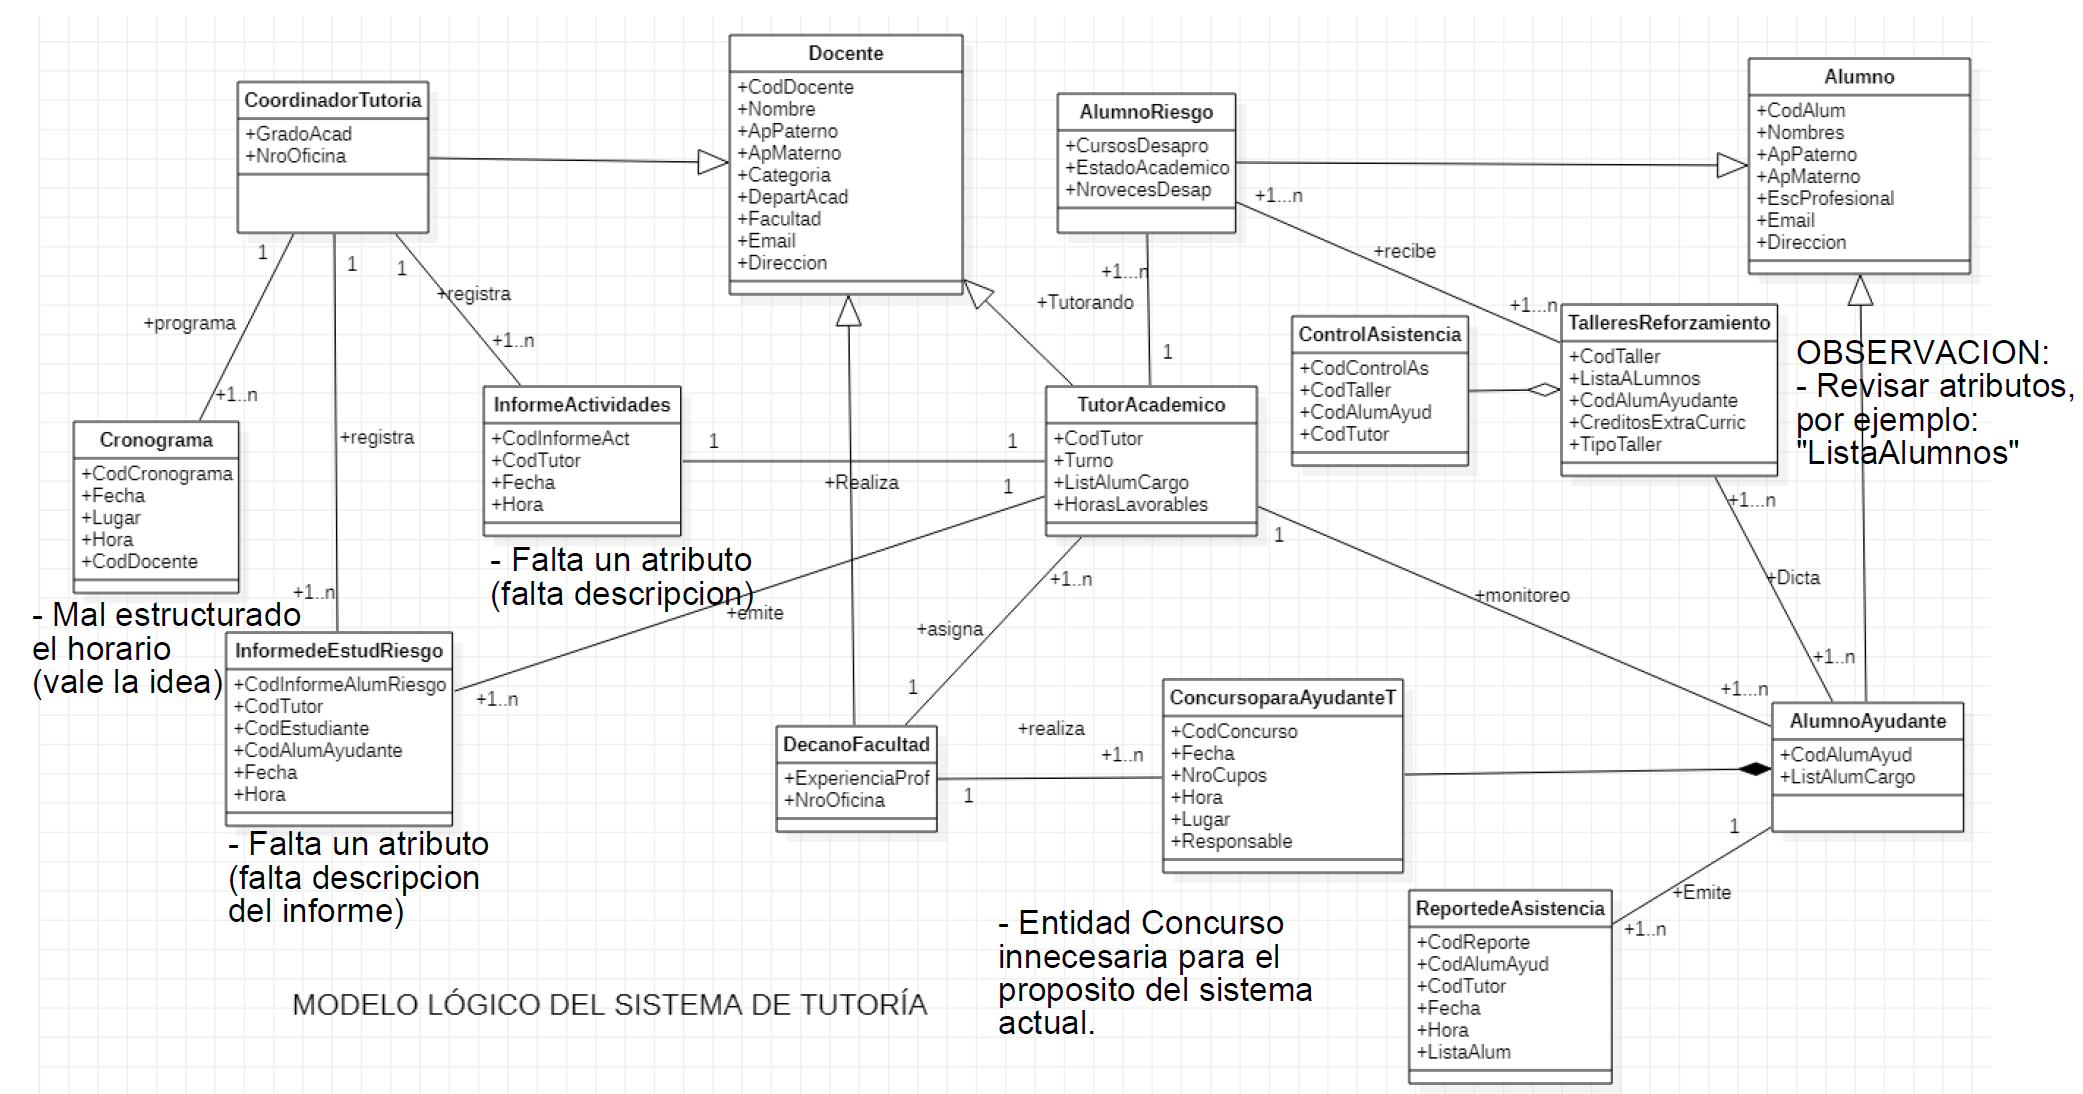 Docente
+CodDocente
+Nombre
+ApPaterno
+ApMaterno
+Categoria
+DepartAcad
+Facultad
+Email
+Direccion
CoordinadorTutoria
+GradoAcad
+NroOficina
AlumnoRiesgo
+CursosDesapro
+EstadoAcademico
+NrovecesDesap
Alumno
+CodAlum
+Nombres
+ApPaterno
+ApMaterno
+EscProfesional
+Email
+Direccion
1
1
1
+programa
+1..n
+registra
+1..n
+registra
+1..n
+1...n
+recibe
+1...n
+1...n
+Tutorando
1
ControlAsistencia
+CodControlAs
+CodTaller
+CodAlumAyud
+CodTutor
TalleresReforzamiento
+CodTaller
+ListaALumnos
+CodAlumAyudante
+CreditosExtraCurric
+TipoTaller
OBSERVACION:
- Revisar atributos,
por ejemplo:
"ListaAlumnos"
Cronograma
+CodCronograma
+Fecha
+Lugar
+Hora
+CodDocente
- Mal estructurado
el horario
(vale la idea)
InformeActividades
+CodInformeAct
+CodTutor
+Fecha
+Hora
- Falta un atributo
(falta descripcion)
1
1
+Realiza
TutorAcademico
+CodTutor
+Turno
+ListAlumCargo
+HorasLavorables
1
+emite
+1..n
1
+monitoreo
+1...n
+1..n
+asigna
1
+1...n
+Dicta
+1..n
InformedeEstudRiesgo
+CodInformeAlumRiesgo
+CodTutor
+CodEstudiante
+CodAlumAyudante
+Fecha
+Hora
- Falta un atributo
(falta descripcion
del informe)
DecanoFacultad
+ExperienciaProf
+NroOficina
+realiza
+1..n
1
ConcursoparaAyudanteT
+CodConcurso
+Fecha
+NroCupos
+Hora
+Lugar
+Responsable
AlumnoAyudante
+CodAlumAyud
+ListAlumCargo
1
+Emite
+1..n
- Entidad Concurso
innecesaria para el
proposito del sistema
actual.
ReportedeAsistencia
+CodReporte
+CodAlumAyud
+CodTutor
+Fecha
+Hora
+ListaAlum
MODELO LÓGICO DEL SISTEMA DE TUTORÍA